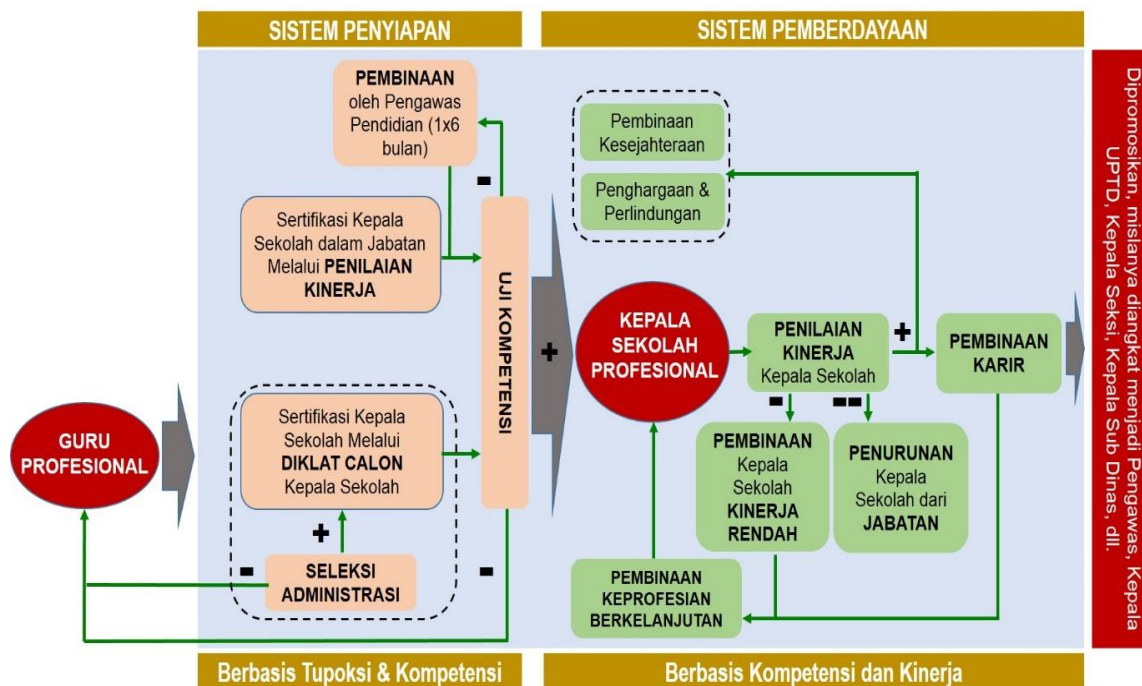 SISTEM PENYIAPAN
SISTEM PEMBERDAYAAN
PEMBINAAN
oleh Pengawas
Pendidian (1x6
bulan)
-
Sertifikasi Kepala
Sekolah dalam Jabatan
Melalui PENILAIAN
KINERJA
UJI KOMPETENSI
GURU
PROFESIONAL
Sertifikasi Kepala
Sekolah Melalui
DIKLAT CALON
Kepala Sekolah
+
-
SELEKSI
ADMINISTRASI
-
+
Pembinaan
Kesejahteraan
Penghargaan &
Perlindungan
KEPALA
SEKOLAH
PROFESIONAL
PENILAIAN
KINERJA
Kepala Sekolah
+
PEMBINAAN
KARIR
-
--
PEMBINAAN
Kepala
Sekolah
KINERJA
RENDAH
PENURUNAN
Kepala
Sekolah dari
JABATAN
PEMBINAAN
KEPROFESIAN
BERKELANJUTAN
Dipromosikan, mislanya diangkat menjadi Pengawas, Kepala
UPTD, Kepala Seksi, Kepala Sub Dinas, dll.
Berbasis Tupoksi & Kompetensi
Berbasis Kompetensi dan Kinerja